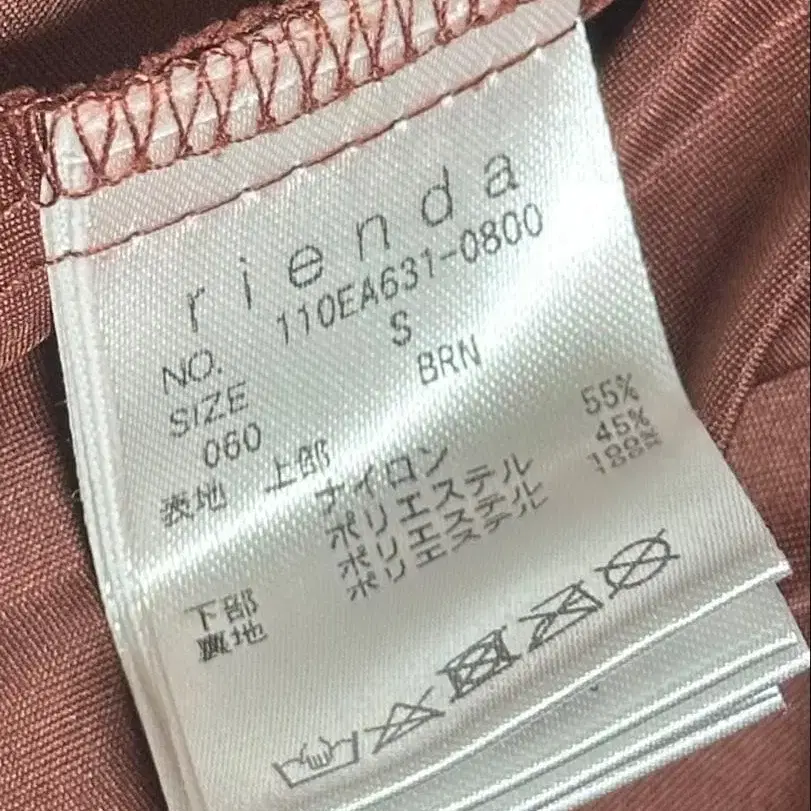 rienda
NO. 110EA631-0800
SIZE S
060 BRN
表地 上部 ナイロン 55%
ポリエステル 45%
下部 ポリエステル
裏地 ポリエステル